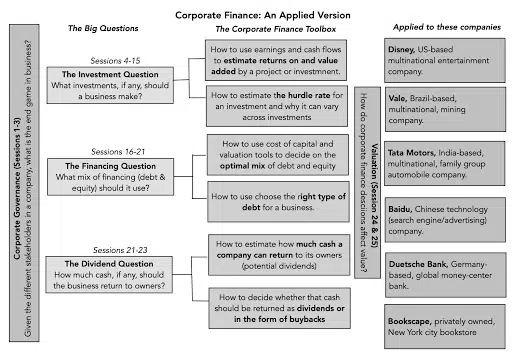 Corporate Finance: An Applied Version
The Big Questions
The Corporate Finance Toolbox
Applied to these companies
Corporate Governance (Sessions 1-3)
Given the different stakeholders in a company, what is the end game in business?
Sessions 4-15
The Investment Question
What investments, if any, should
a business make?
Sessions 16-21
The Financing Question
What mix of financing (debt &
equity) should it use?
Sessions 21-23
The Dividend Question
How much cash, if any, should
the business return to owners?
How to use earnings and cash flows
to estimate returns on and value
added by a project or investmnent.
How to estimate the hurdle rate for
an investment and why it can vary
across investments
How to use cost of capital and
valuation tools to decide on the
optimal mix of debt and equity
How to use choose the right type of
debt for a business.
How to estimate how much cash a
company can return to its owners
(potential dividends)
How to decide whether that cash
should be returned as dividends or
in the form of buybacks
Valuation (Session 24 & 25)
How do corporate finance descions affect value?
Disney, US-based
multinational entertainment
company.
Vale, Brazil-based,
multinational, mining
company.
Tata Motors, India-based,
multinational, family group
automobile company.
Baidu, Chinese technology
(search engine/advertising)
company.
Duetsche Bank, Germany-
based, global money-center
bank.
Bookscape, privately owned,
New York city bookstore